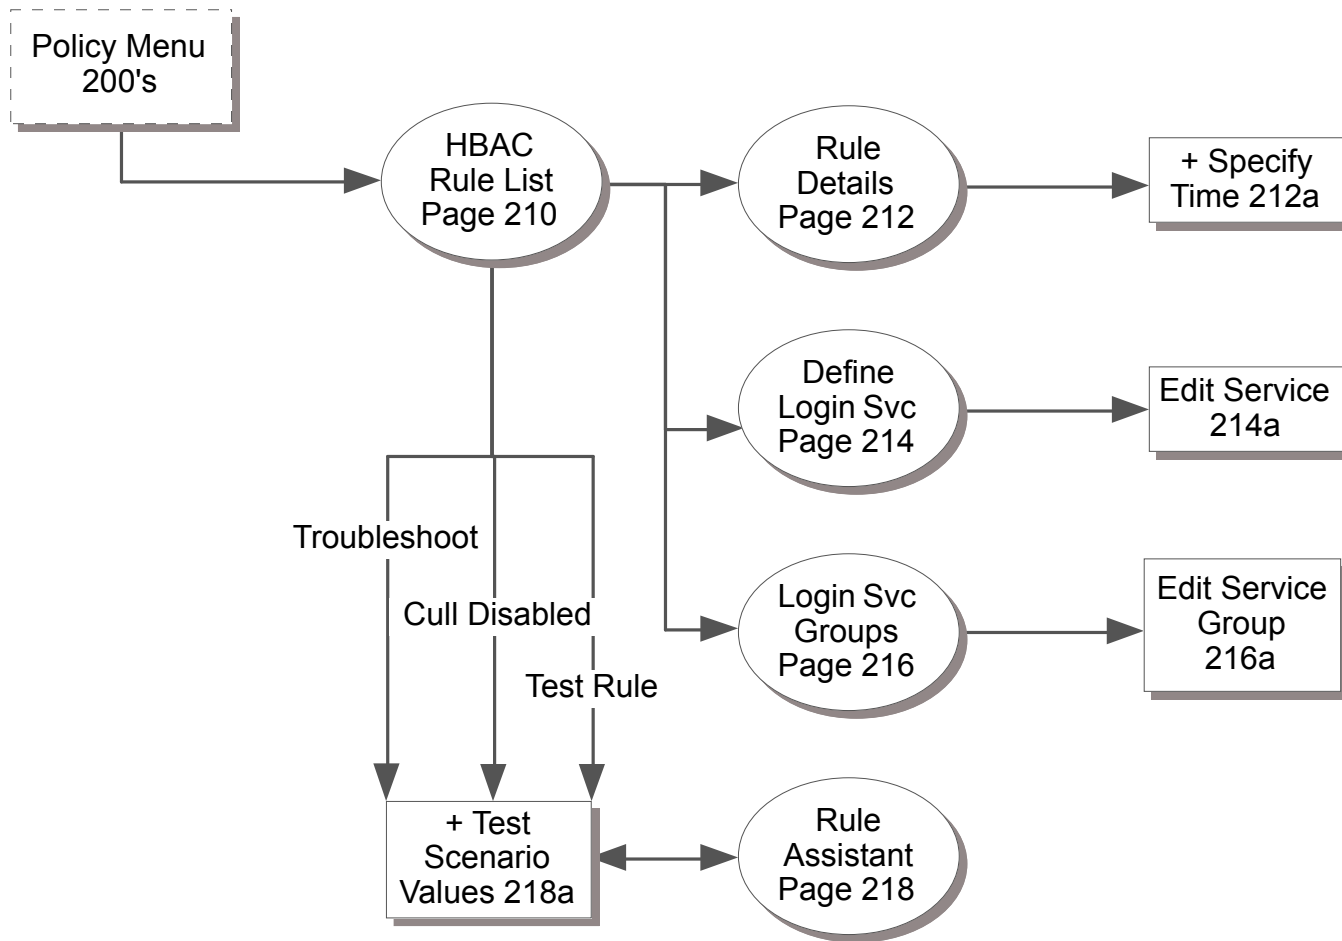 Policy Menu
200's
HBAC
Rule List
Page 210
Rule
Details
Page 212
+ Specify
Time 212a
Define
Login Svc
Page 214
Edit Service
214a
Troubleshoot
Cull Disabled
Test Rule
Login Svc
Groups
Page 216
Edit Service
Group
216a
+ Test
Scenario
Values 218a
Rule
Assistant
Page 218